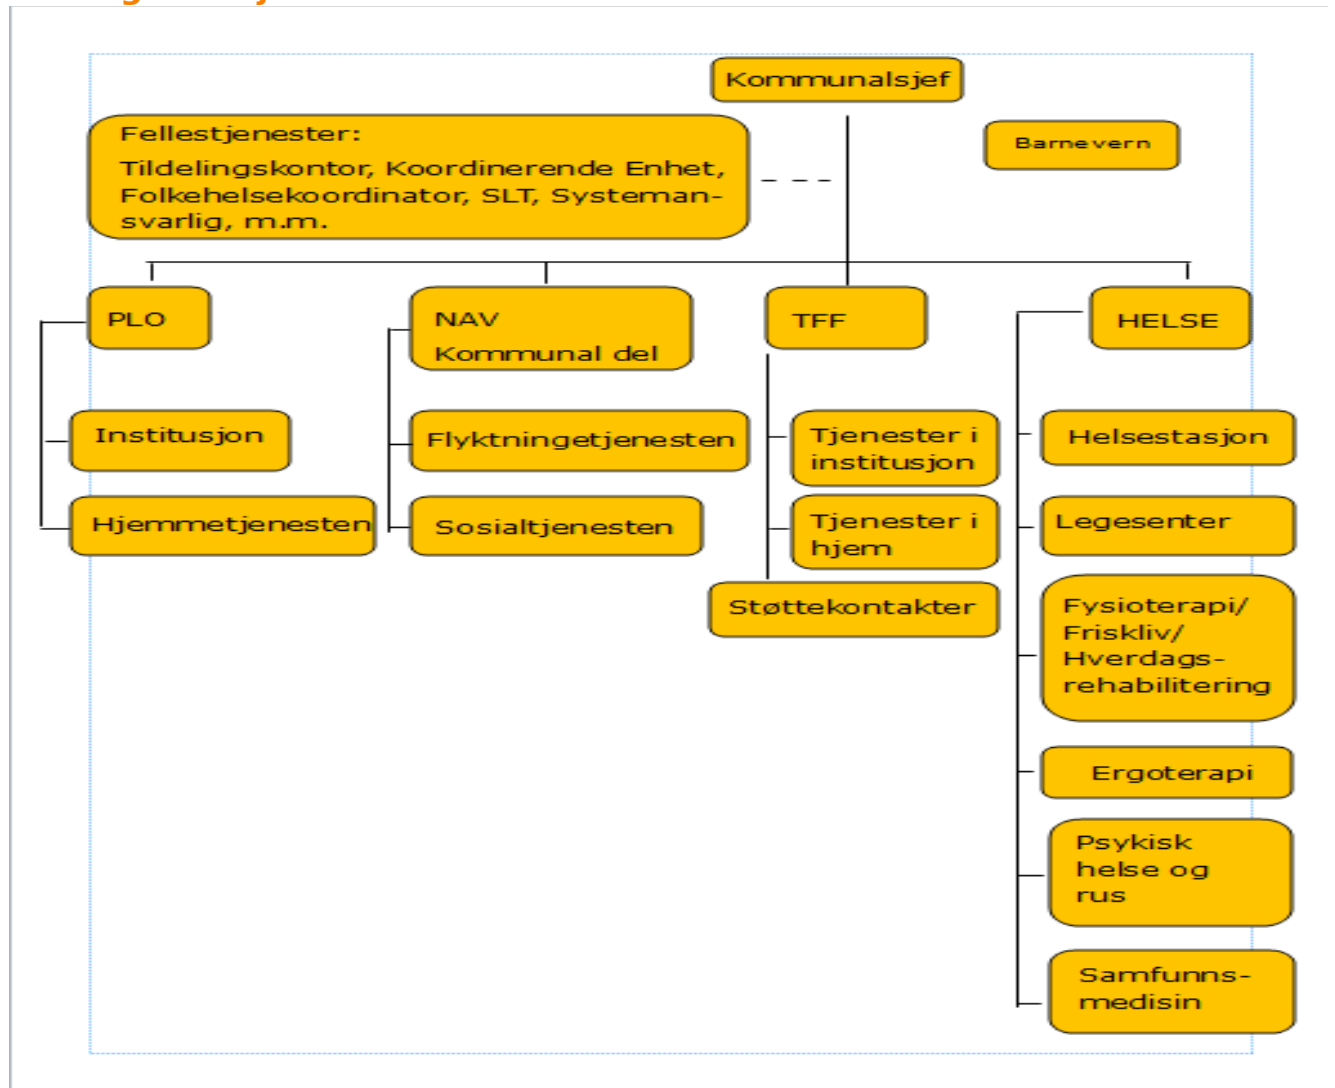 Kommunalsjef
Fellestjenester:
Tildelingskontor, Koordinerende Enhet,
Folkehelsekoordinator, SLT, Systeman-
svarlig, m.m.
Barnevern
PLO
Institusjon
Hjemmetjenesten
NAV
Kommunal del
Flyktningetjenesten
Sosialtjenesten
TFF
Tjenester i
institusjon
Tjenester i
hjem
Støttekontakter
HELSE
Helsestasjon
Legesenter
Fysioterapi/
Friskliv/
Hverdags-
rehabilitering
Ergoterapi
Psykisk
helse og
rus
Samfunns-
medisin